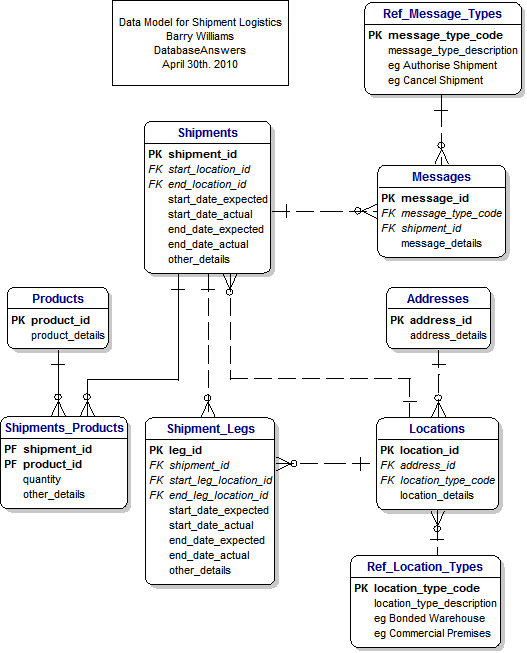 Data Model for Shipment Logistics
Barry Williams
DatabaseAnswers
April 30th. 2010
Ref_Message_Types
PK message_type_code
message_type_description
eg Authorise Shipment
eg Cancel Shipment
Shipments
PK shipment_id
FK start_location_id
FK end_location_id
start_date_expected
start_date_actual
end_date_expected
end_date_actual
other_details
Messages
PK message_id
FK message_type_code
FK shipment_id
message_details
Products
PK product_id
product_details
Addresses
PK address_id
address_details
Shipments_Products
PF shipment_id
PF product_id
quantity
other_details
Shipment_Legs
PK leg_id
FK shipment_id
FK start_leg_location_id
FK end_leg_location_id
start_date_expected
start_date_actual
end_date_expected
end_date_actual
other_details
Locations
PK location_id
FK address_id
FK location_type_code
location_details
Ref_Location_Types
PK location_type_code
location_type_description
eg Bonded Warehouse
eg Commercial Premises